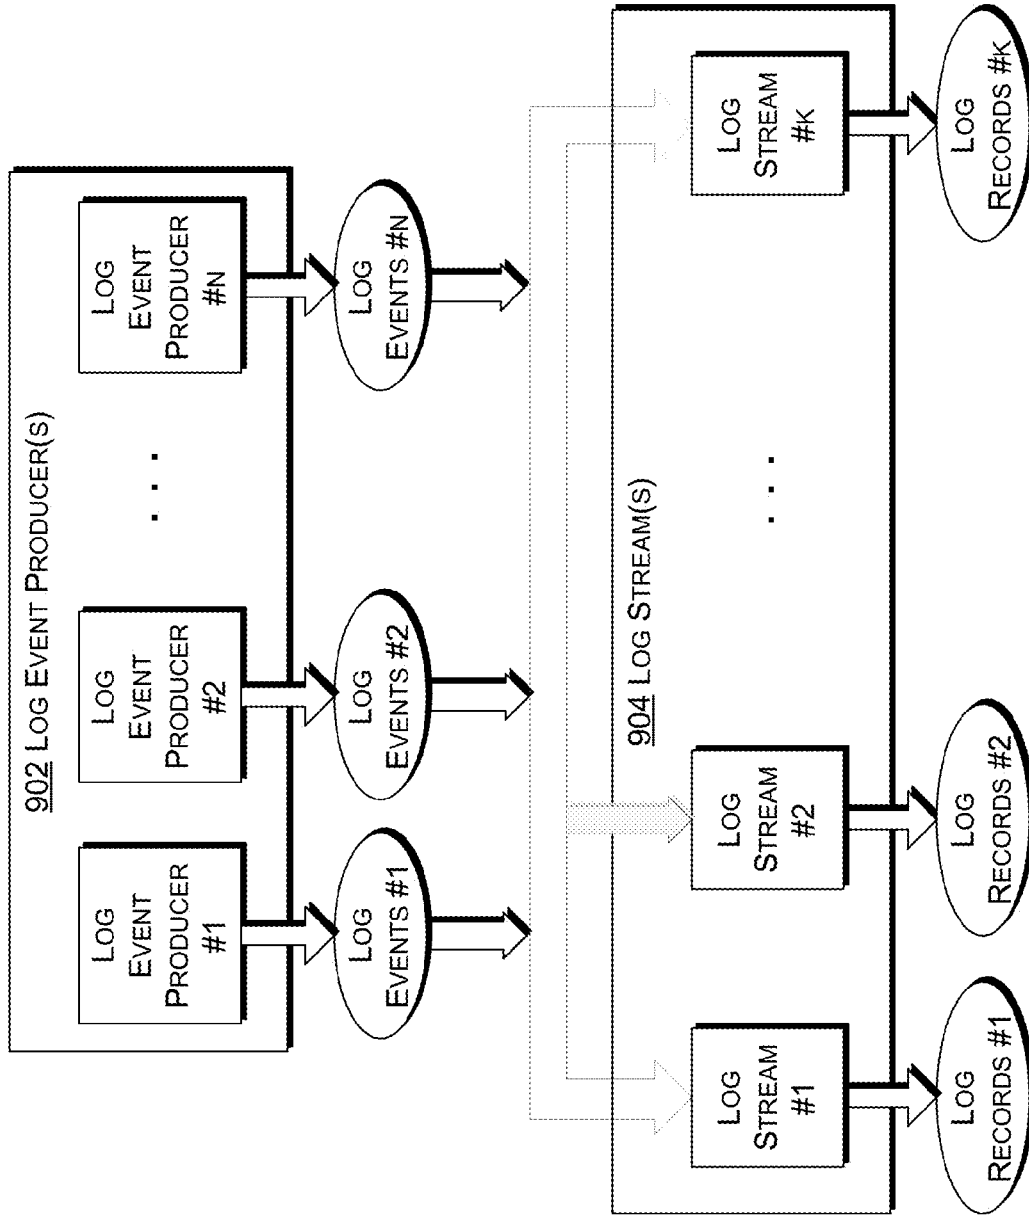 902 LOG EVENT PRODUCER(S)
LOG
EVENT
PRODUCER
#1
LOG
EVENT
PRODUCER
#2
. . .
LOG
EVENT
PRODUCER
#N
LOG
EVENTS #1
LOG
EVENTS #2
LOG
EVENTS #N
904 LOG STREAM(S)
LOG
STREAM
#1
LOG
STREAM
#2
. . .
LOG
STREAM
#K
LOG
RECORDS #1
LOG
RECORDS #2
LOG
RECORDS #K